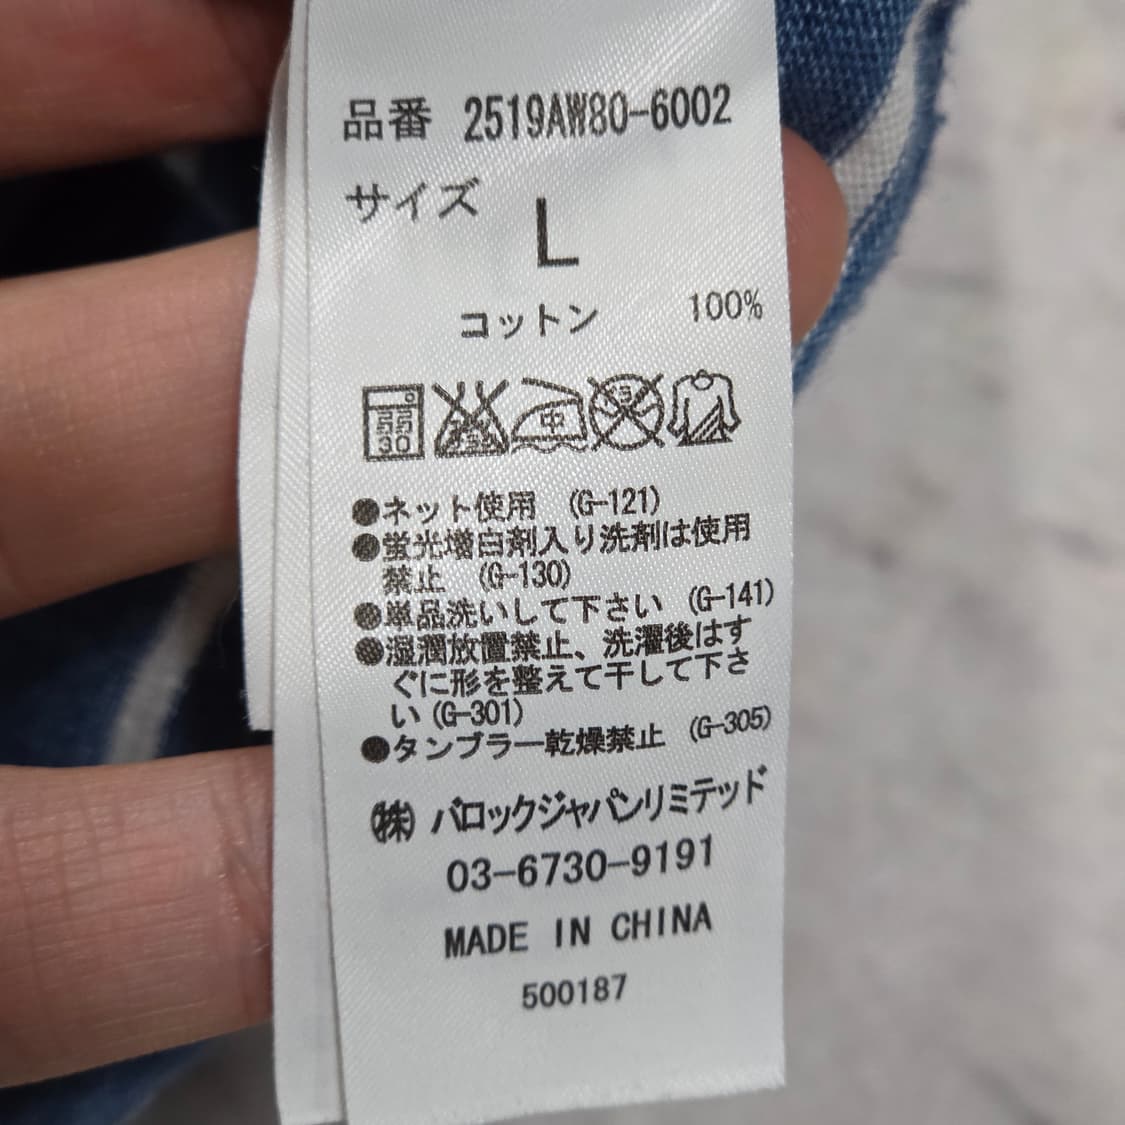 品番 2519AW80-6002
サイズ L
コットン 100%
弱
30
中
●ネット使用 (G-121)
●蛍光増白剤入り洗剤は使用
禁止 (G-130)
●単品洗いして下さい (G-141)
●湿潤放置禁止、洗濯後はす
ぐに形を整えて干して下さ
い(G-301)
●タンブラー乾燥禁止 (G-305)
(株) バロックジャパンリミテッド
03-6730-9191
MADE IN CHINA
500187